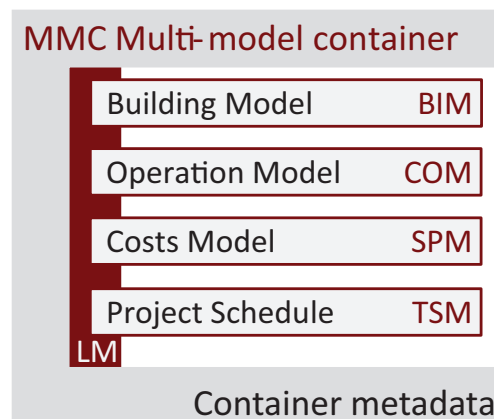 MMC Multi-model container
Building Model BIM
Operation Model COM
Costs Model SPM
Project Schedule TSM
LM
Container metadata